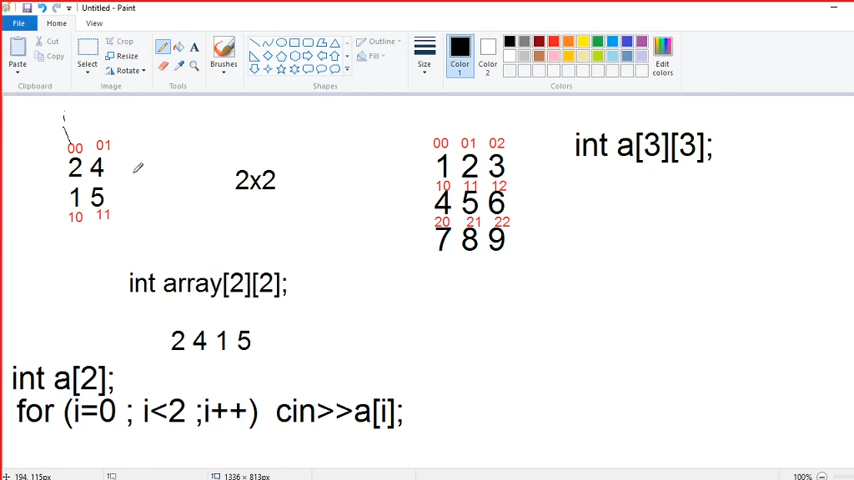 Untitled - Paint
File Home View
Cut
Copy
Paste
Clipboard
Crop
Resize
Rotate
Select
Image
A
Tools
Brushes
Shapes
Outline
Fill
Size
Color 1
Color 2
Edit colors
Colors
i
00 01
2 4
1 5
10 11
2x2
int array[2][2];
2 4 1 5
int a[2];
for (i=0 ; i<2 ;i++) cin>>a[i];
00 01 02
1 2 3
10 11 12
4 5 6
20 21 22
7 8 9
int a[3][3];
194, 115px
1336 × 813px
100%